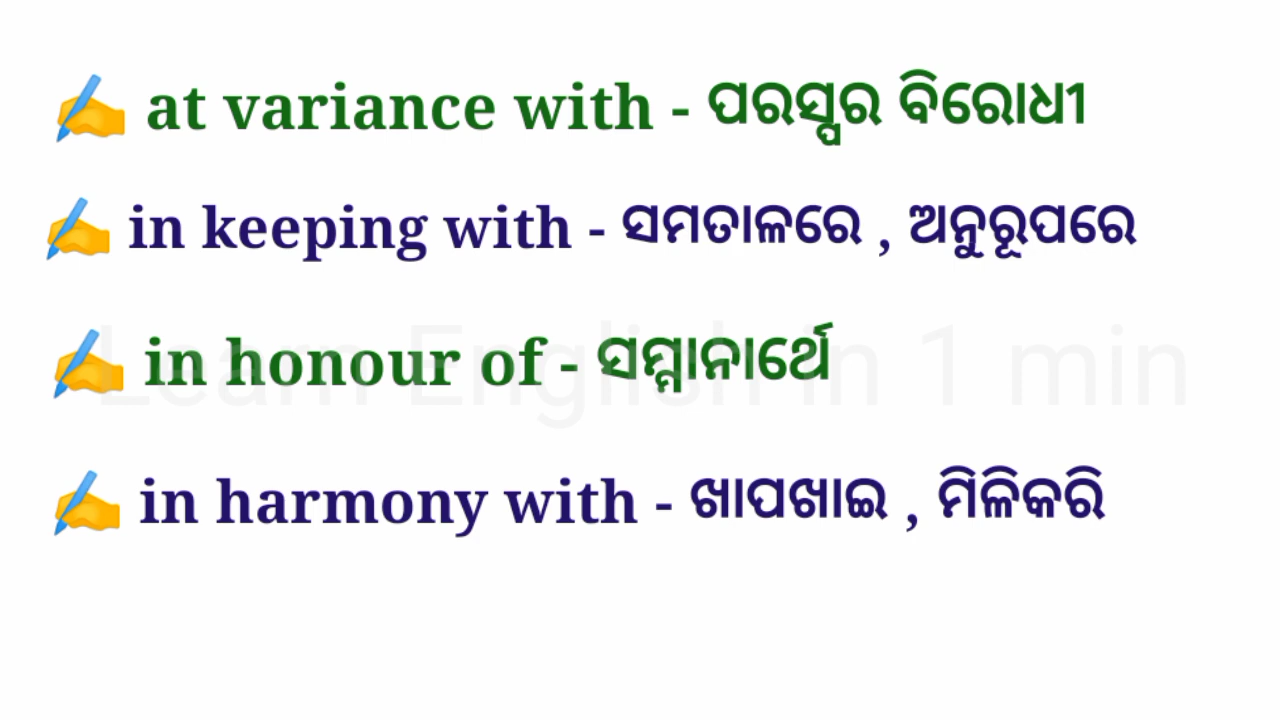 ✍ at variance with - ପରସ୍ପର ବିରୋଧୀ
✍ in keeping with - ସମତାଳରେ , ଅନୁରୂପରେ
✍ in honour of - ସମ୍ମାନାର୍ଥେ
Learn English in 1 min
✍ in harmony with - ଖାପଖାଇ , ମିଳିକରି